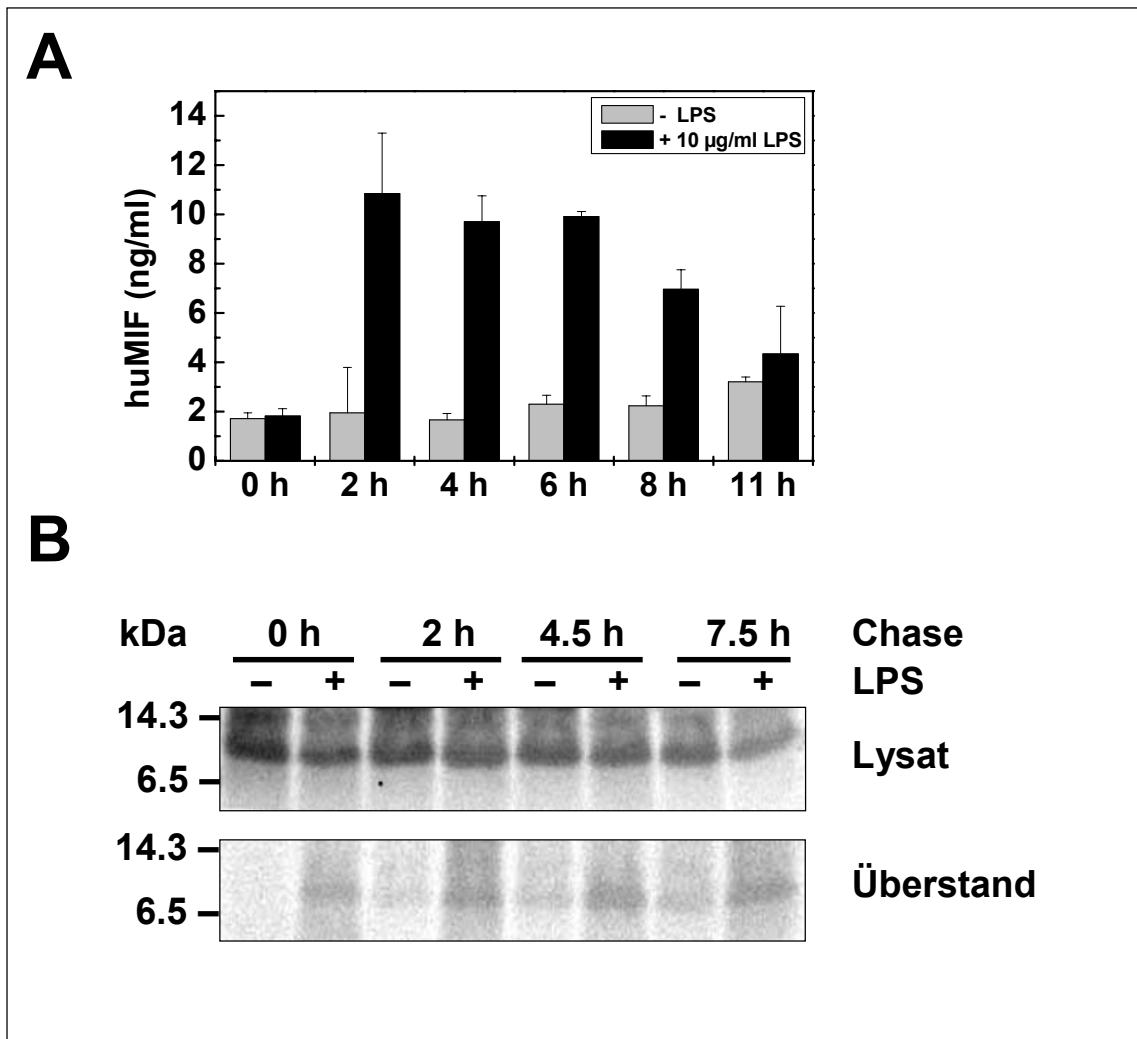 A
huMIF (ng/ml)
14
12
10
8
6
4
2
0
- LPS
+ 10 µg/ml LPS
0 h 2 h 4 h 6 h 8 h 11 h
B
kDa 0 h 2 h 4.5 h 7.5 h Chase
– + – + – + – + LPS
14.3
Lysat
6.5
14.3
Überstand
6.5